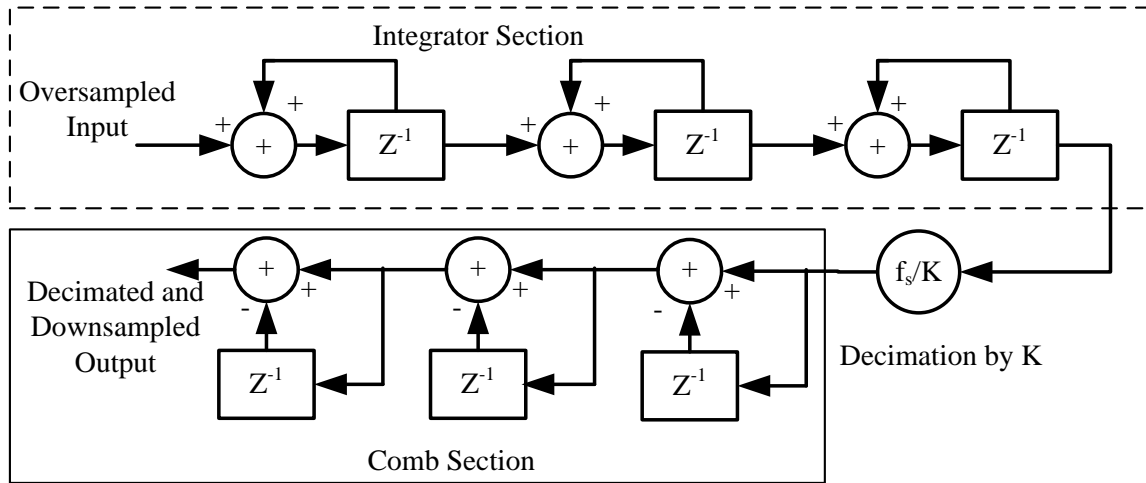 Integrator Section
Oversampled
Input
+
+
+
Z⁻¹
+
+
+
Z⁻¹
+
+
+
Z⁻¹
+
+
-
Z⁻¹
+
+
-
Z⁻¹
+
+
-
Z⁻¹
fₛ/K
Decimated and
Downsampled
Output
Decimation by K
Comb Section